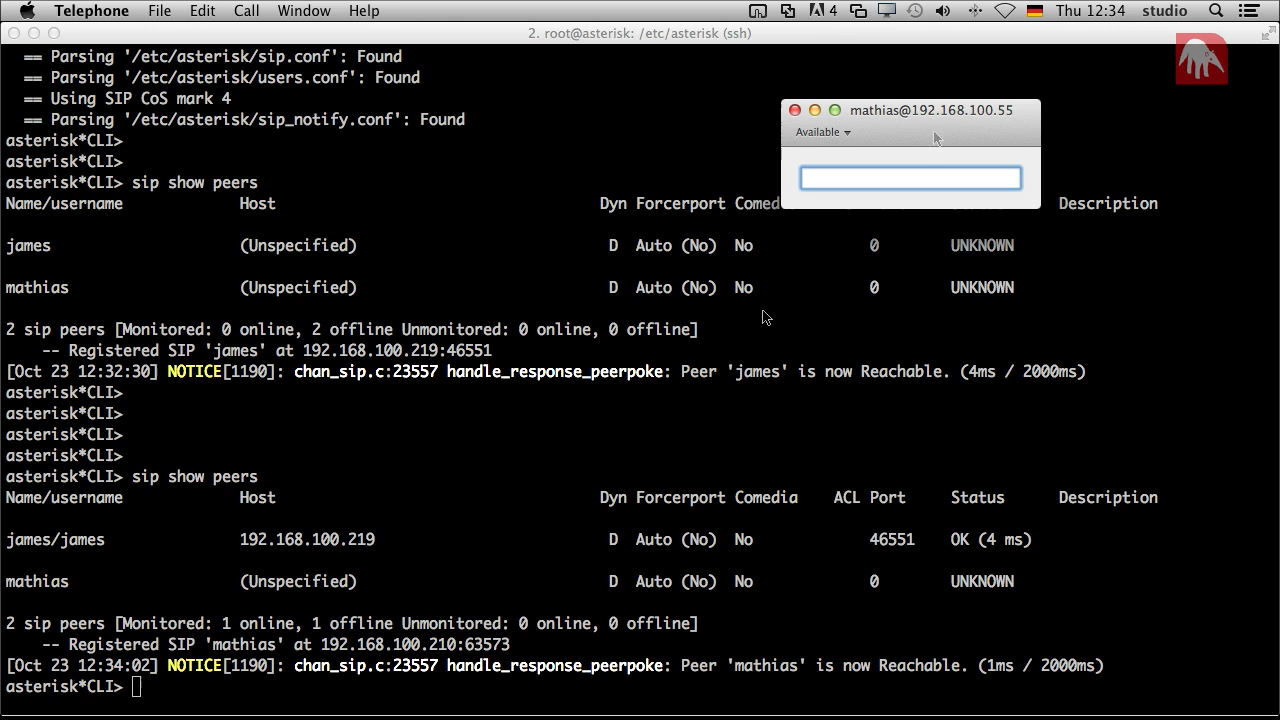 Telephone File Edit Call Window Help 4 Thu 12:34 studio
2. root@asterisk: /etc/asterisk (ssh)
== Parsing '/etc/asterisk/sip.conf': Found
== Parsing '/etc/asterisk/users.conf': Found
== Using SIP CoS mark 4
== Parsing '/etc/asterisk/sip_notify.conf': Found
mathias@192.168.100.55
Available
asterisk*CLI>
asterisk*CLI>
asterisk*CLI> sip show peers
Name/username Host Dyn Forcerport Comed Description
james (Unspecified) D Auto (No) No 0 UNKNOWN
mathias (Unspecified) D Auto (No) No 0 UNKNOWN
2 sip peers [Monitored: 0 online, 2 offline Unmonitored: 0 online, 0 offline]
-- Registered SIP 'james' at 192.168.100.219:46551
[Oct 23 12:32:30] NOTICE[1190]: chan_sip.c:23557 handle_response_peerpoke: Peer 'james' is now Reachable. (4ms / 2000ms)
asterisk*CLI>
asterisk*CLI>
asterisk*CLI>
asterisk*CLI>
asterisk*CLI> sip show peers
Name/username Host Dyn Forcerport Comedia ACL Port Status Description
james/james 192.168.100.219 D Auto (No) No 46551 OK (4 ms)
mathias (Unspecified) D Auto (No) No 0 UNKNOWN
2 sip peers [Monitored: 1 online, 1 offline Unmonitored: 0 online, 0 offline]
-- Registered SIP 'mathias' at 192.168.100.210:63573
[Oct 23 12:34:02] NOTICE[1190]: chan_sip.c:23557 handle_response_peerpoke: Peer 'mathias' is now Reachable. (1ms / 2000ms)
asterisk*CLI>